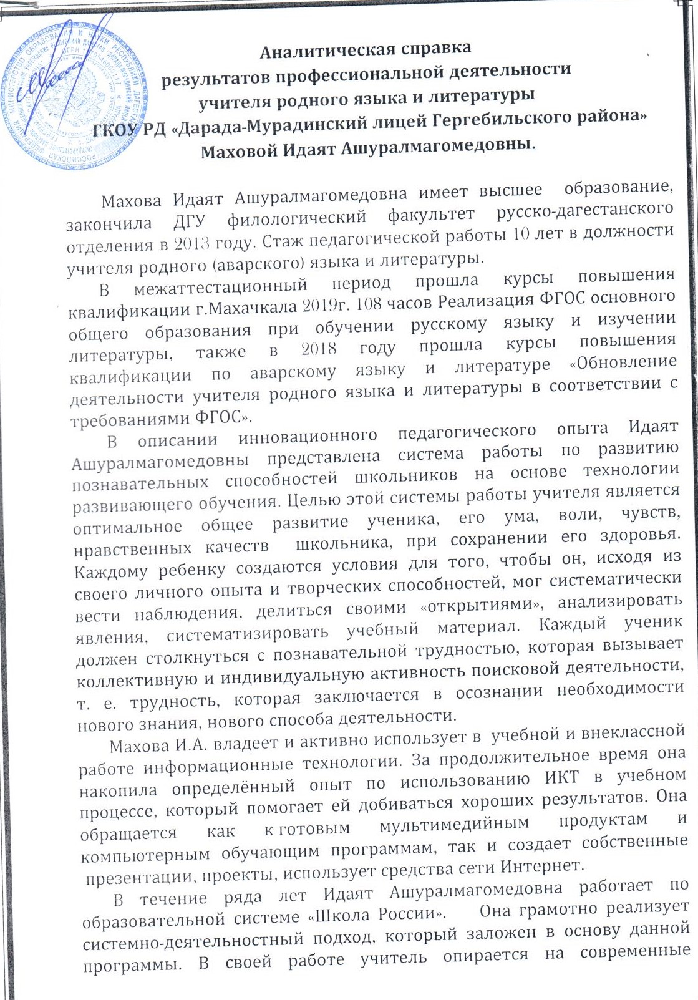 Аналитическая справка
результатов профессиональной деятельности
учителя родного языка и литературы
ГКОУ РД «Дарада-Мурадинский лицей Гергебильского района»
Маховой Идаят Ашуралмагомедовны.
Махова Идаят Ашуралмагомедовна имеет высшее образование,
закончила ДГУ филологический факультет русско-дагестанского
отделения в 2013 году. Стаж педагогической работы 10 лет в должности
учителя родного (аварского) языка и литературы.
В межаттестационный период прошла курсы повышения
квалификации г.Махачкала 2019г. 108 часов Реализация ФГОС основного
общего образования при обучении русскому языку и изучении
литературы, также в 2018 году прошла курсы повышения
квалификации по аварскому языку и литературе «Обновление
деятельности учителя родного языка и литературы в соответствии с
требованиями ФГОС».
В описании инновационного педагогического опыта Идаят
Ашуралмагомедовны представлена система работы по развитию
познавательных способностей школьников на основе технологии
развивающего обучения. Целью этой системы работы учителя является
оптимальное общее развитие ученика, его ума, воли, чувств,
нравственных качеств школьника, при сохранении его здоровья.
Каждому ребенку создаются условия для того, чтобы он, исходя из
своего личного опыта и творческих способностей, мог систематически
вести наблюдения, делиться своими «открытиями», анализировать
явления, систематизировать учебный материал. Каждый ученик
должен столкнуться с познавательной трудностью, которая вызывает
коллективную и индивидуальную активность поисковой деятельности,
т. е. трудность, которая заключается в осознании необходимости
нового знания, нового способа деятельности.
Махова И.А. владеет и активно использует в учебной и внеклассной
работе информационные технологии. За продолжительное время она
накопила определённый опыт по использованию ИКТ в учебном
процессе, который помогает ей добиваться хороших результатов. Она
обращается как к готовым мультимедийным продуктам и
компьютерным обучающим программам, так и создает собственные
презентации, проекты, использует средства сети Интернет.
В течение ряда лет Идаят Ашуралмагомедовна работает по
образовательной системе «Школа России». Она грамотно реализует
системно-деятельностный подход, который заложен в основу данной
программы. В своей работе учитель опирается на современные